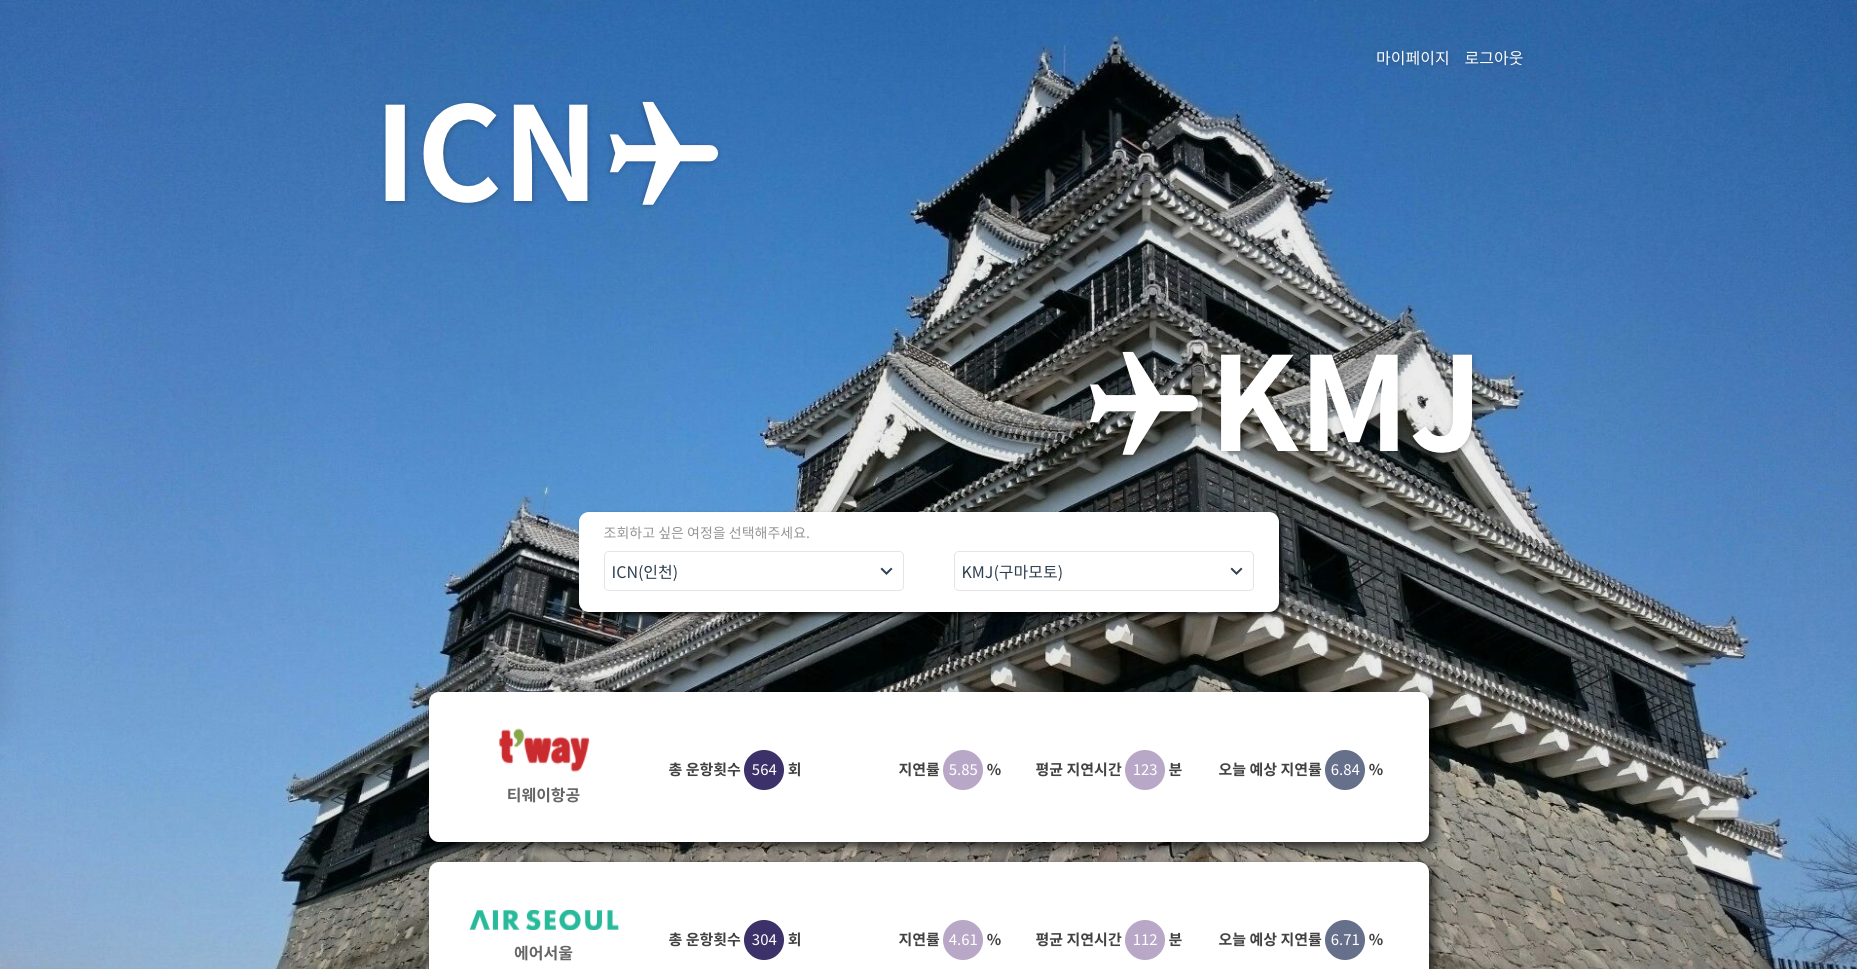 마이페이지 로그아웃
ICN
KMJ
조회하고 싶은 여정을 선택해주세요.
ICN(인천) KMJ(구마모토)
t'way
티웨이항공
총 운항횟수 564 회 지연률 5.85 % 평균 지연시간 123 분 오늘 예상 지연률 6.84 %
AIR SEOUL
에어서울
총 운항횟수 304 회 지연률 4.61 % 평균 지연시간 112 분 오늘 예상 지연률 6.71 %